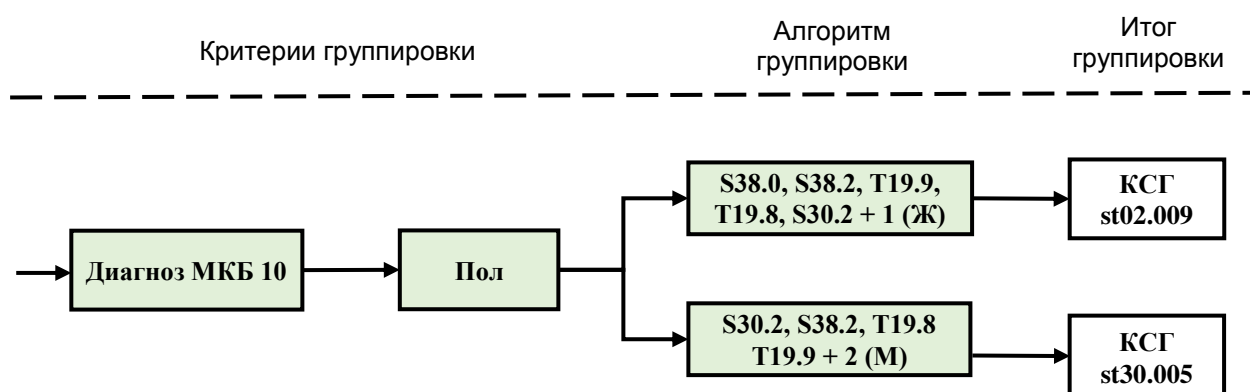 Критерии группировки
Алгоритм
группировки
Итог
группировки
S38.0, S38.2, T19.9,
T19.8, S30.2 + 1 (Ж)
КСГ
st02.009
Диагноз МКБ 10
Пол
S30.2, S38.2, T19.8
T19.9 + 2 (М)
КСГ
st30.005